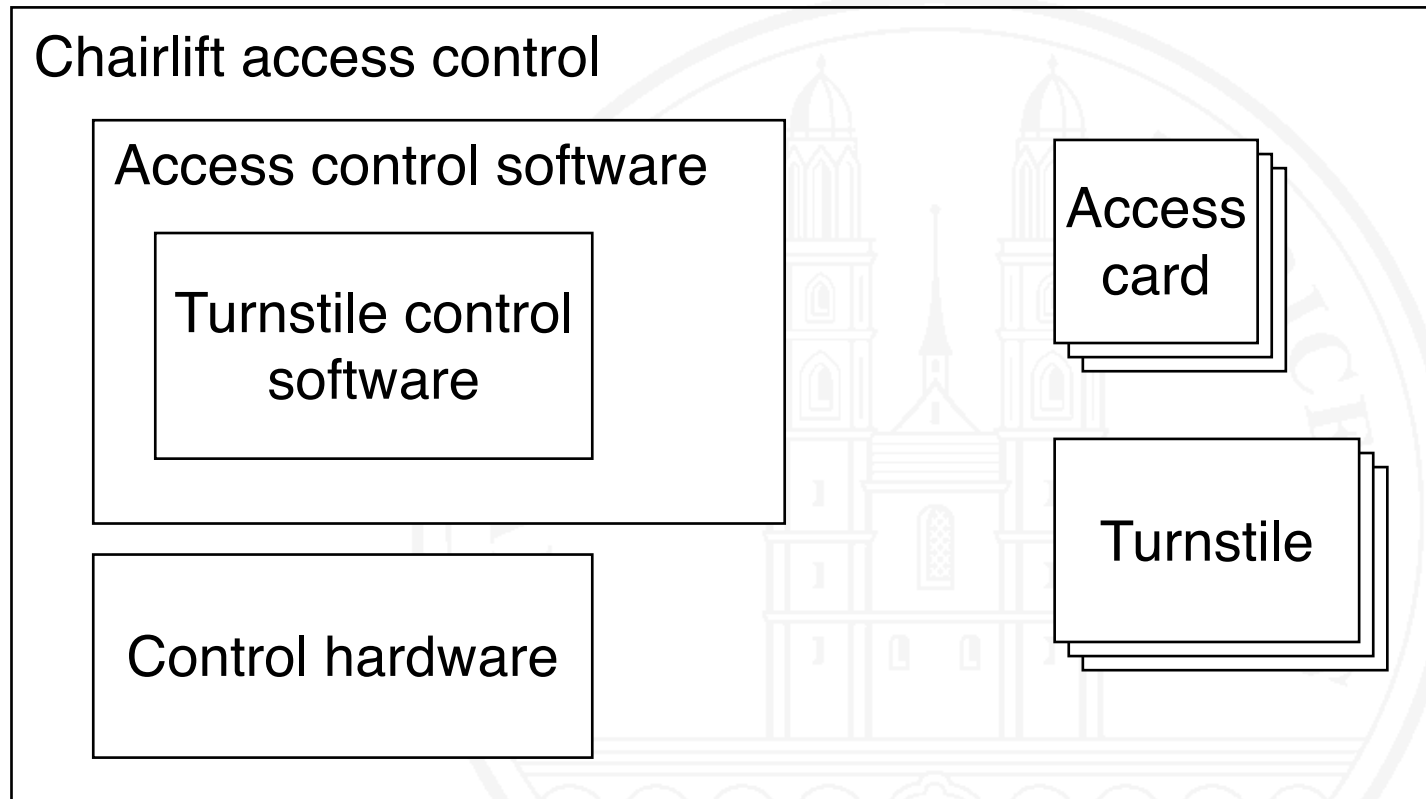 Chairlift access control
Access control software
Turnstile control
software
Control hardware
Access
card
Turnstile